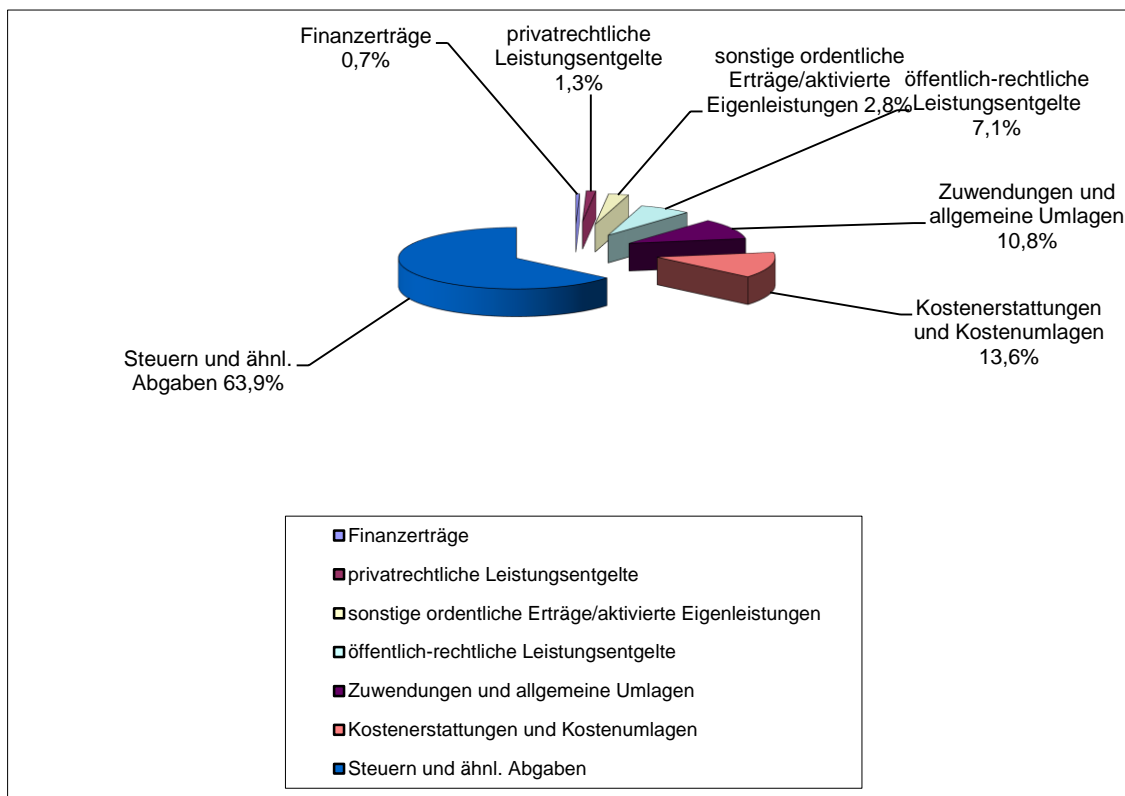 Finanzerträge
0,7%
privatrechtliche
Leistungsentgelte
1,3%
sonstige ordentliche
Erträge/aktivierte
Eigenleistungen 2,8%
öffentlich-rechtliche
Leistungsentgelte
7,1%
Zuwendungen und
allgemeine Umlagen
10,8%
Kostenerstattungen
und Kostenumlagen
13,6%
Steuern und ähnl.
Abgaben 63,9%
Finanzerträge
privatrechtliche Leistungsentgelte
sonstige ordentliche Erträge/aktivierte Eigenleistungen
öffentlich-rechtliche Leistungsentgelte
Zuwendungen und allgemeine Umlagen
Kostenerstattungen und Kostenumlagen
Steuern und ähnl. Abgaben